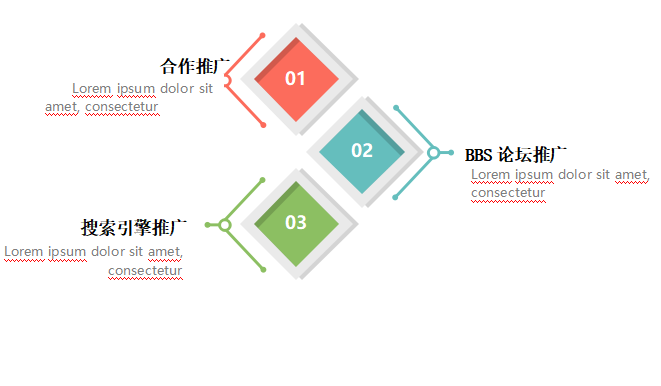 合作推广
Lorem ipsum dolor sit
amet, consectetur
01
02
BBS 论坛推广
Lorem ipsum dolor sit amet,
consectetur
03
搜索引擎推广
Lorem ipsum dolor sit amet,
consectetur